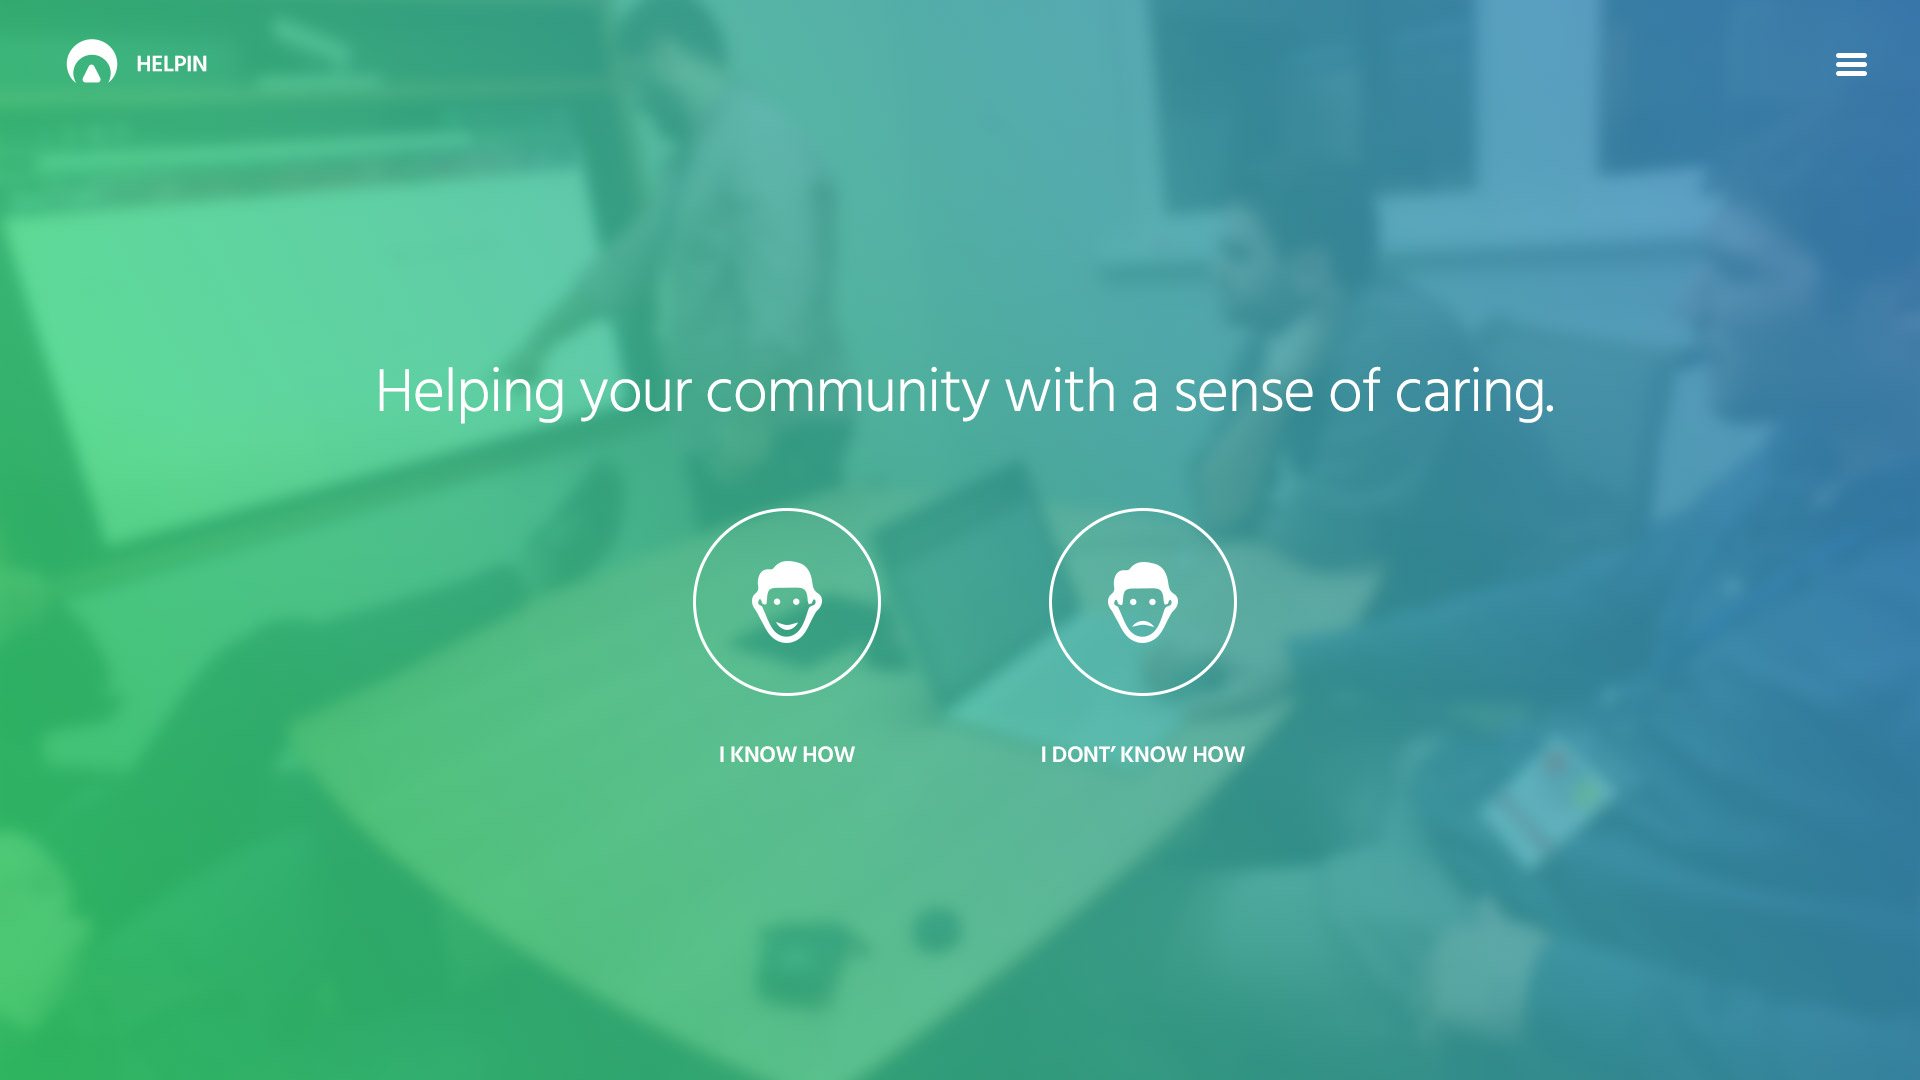 HELPIN
Helping your community with a sense of caring.
I KNOW HOW
I DONT’ KNOW HOW